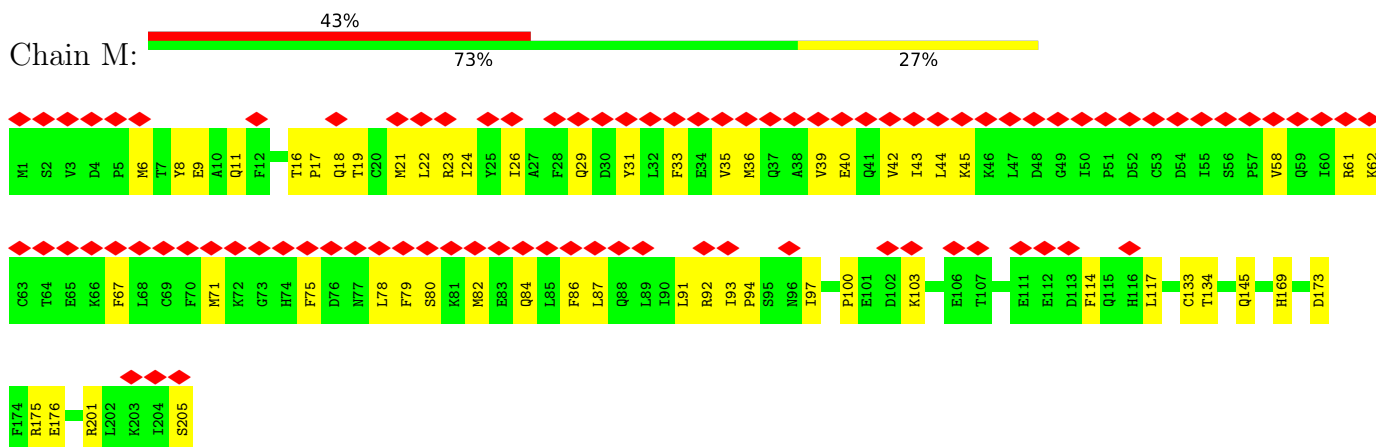 43%
Chain M:
73% 27%
M1 S2 V3 D4 P5 M6 T7 Y8 E9 A10 Q11 F12 T16 P17 Q18 T19 C20 M21 L22 R23 I24 Y25 I26 A27 F28 Q29 D30 Y31 L32 F33 E34 V35 M36 Q37 A38 V39 E40 Q41 V42 I43 L44 K45 K46 L47 D48 G49 I50 P51 D52 C53 D54 I55 S56 P57 V58 Q59 I60 R61 K62
C63 T64 E65 K66 F67 L68 C69 F70 M71 K72 G73 H74 F75 D76 N77 L78 F79 S80 K81 M82 E83 Q84 L85 F86 L87 Q88 L89 I90 L91 R92 I93 P94 S95 N96 I97 P100 E101 D102 K103 E106 T107 E111 E112 D113 F114 Q115 H116 L117 C133 T134 Q145 H169 D173
F174 R175 E176 R201 L202 K203 I204 S205